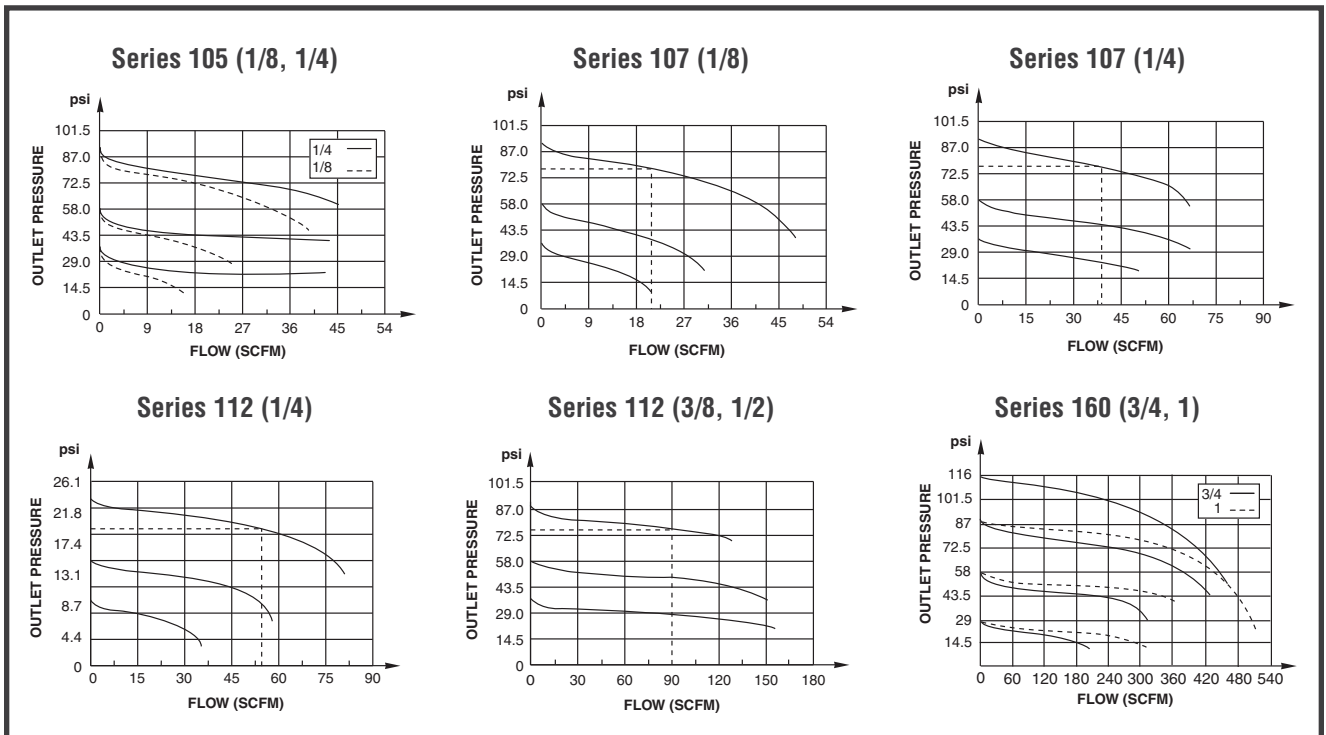 Series 105 (1/8, 1/4)
psi
OUTLET PRESSURE
101.5
87.0
72.5
58.0
43.5
29.0
14.5
0
1/4
1/8
0 9 18 27 36 45 54
FLOW (SCFM)
Series 107 (1/8)
psi
OUTLET PRESSURE
101.5
87.0
72.5
58.0
43.5
29.0
14.5
0
0 9 18 27 36 45 54
FLOW (SCFM)
Series 107 (1/4)
psi
OUTLET PRESSURE
101.5
87.0
72.5
58.0
43.5
29.0
14.5
0
0 15 30 45 60 75 90
FLOW (SCFM)
Series 112 (1/4)
psi
OUTLET PRESSURE
26.1
21.8
17.4
13.1
8.7
4.4
0
0 15 30 45 60 75 90
FLOW (SCFM)
Series 112 (3/8, 1/2)
psi
OUTLET PRESSURE
101.5
87.0
72.5
58.0
43.5
29.0
14.5
0
0 30 60 90 120 150 180
FLOW (SCFM)
Series 160 (3/4, 1)
psi
OUTLET PRESSURE
116
101.5
87
72.5
58
43.5
29
14.5
3/4
1
0 60 120 180 240 300 360 420 480 540
FLOW (SCFM)